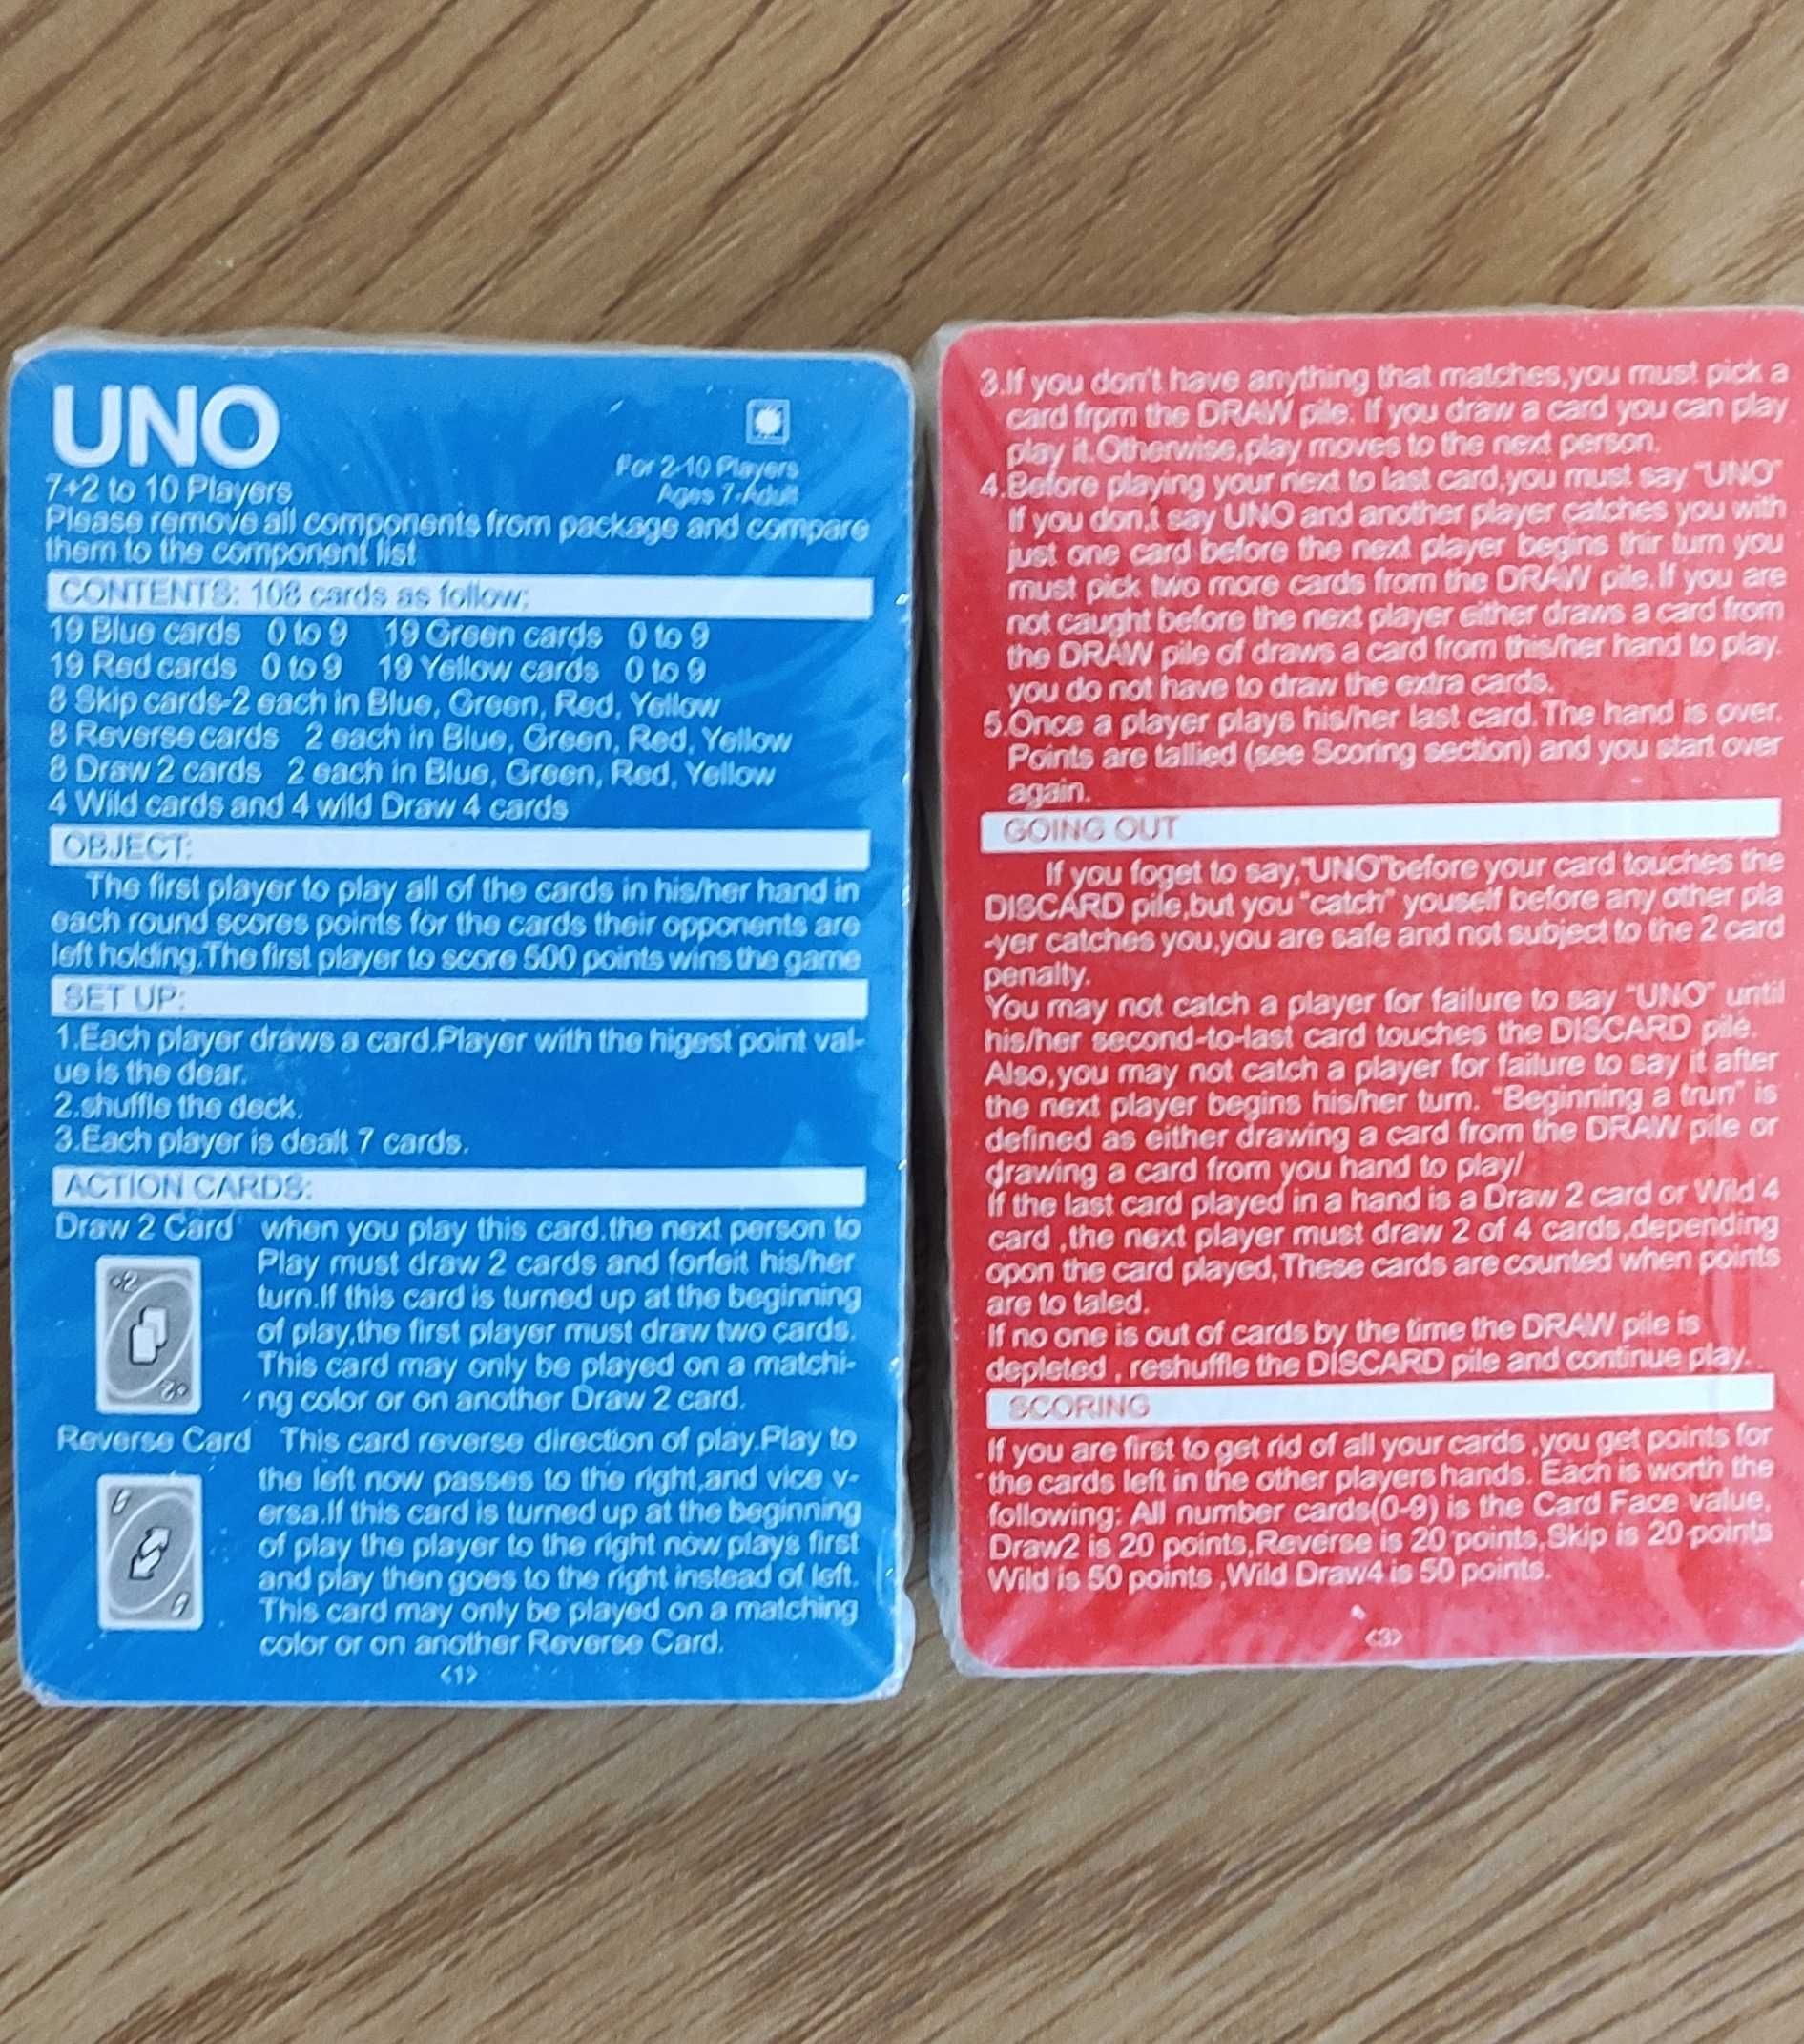 UNO
For 2-10 Players
7+2 to 10 Players
Ages 7-Adult
Please remove all components from package and compare
them to the component list
CONTENTS: 108 cards as follow:
19 Blue cards 0 to 9 19 Green cards 0 to 9
19 Red cards 0 to 9 19 Yellow cards 0 to 9
8 Skip cards-2 each in Blue, Green, Red, Yellow
8 Reverse cards 2 each in Blue, Green, Red, Yellow
8 Draw 2 cards 2 each in Blue, Green, Red, Yellow
4 Wild cards and 4 wild Draw 4 cards
OBJECT:
The first player to play all of the cards in his/her hand in
each round scores points for the cards their opponents are
left holding.The first player to score 500 points wins the game
SET UP:
1.Each player draws a card.Player with the higest point val-
ue is the dear.
2.shuffle the deck.
3.Each player is dealt 7 cards.
ACTION CARDS:
Draw 2 Card when you play this card.the next person to
Play must draw 2 cards and forfeit his/her
turn.If this card is turned up at the beginning
of play,the first player must draw two cards.
This card may only be played on a matchi-
ng color or on another Draw 2 card.
+2
+2
Reverse Card This card reverse direction of play.Play to
the left now passes to the right,and vice v-
ersa.If this card is turned up at the beginning
of play the player to the right now plays first
and play then goes to the right instead of left.
This card may only be played on a matching
color or on another Reverse Card.
<1>
3.If you don't have anything that matches,you must pick a
card frpm the DRAW pile. If you draw a card you can play
play it.Otherwise,play moves to the next person.
4.Before playing your next to last card,you must say "UNO"
If you don,t say UNO and another player catches you with
just one card before the next player begins thir turn you
must pick two more cards from the DRAW pile.If you are
not caught before the next player either draws a card from
the DRAW pile of draws a card from this/her hand to play.
you do not have to draw the extra cards.
5.Once a player plays his/her last card.The hand is over.
Points are tallied (see Scoring section) and you start over
again.
GOING OUT
If you foget to say,"UNO"before your card touches the
DISCARD pile,but you "catch" youself before any other pla
-yer catches you,you are safe and not subject to the 2 card
penalty.
You may not catch a player for failure to say "UNO" until
his/her second-to-last card touches the DISCARD pile.
Also,you may not catch a player for failure to say it after
the next player begins his/her turn. "Beginning a trun" is
defined as either drawing a card from the DRAW pile or
drawing a card from you hand to play/
If the last card played in a hand is a Draw 2 card or Wild 4
card ,the next player must draw 2 of 4 cards,depending
opon the card played,These cards are counted when points
are to taled.
If no one is out of cards by the time the DRAW pile is
depleted , reshuffle the DISCARD pile and continue play.
SCORING
If you are first to get rid of all your cards ,you get points for
the cards left in the other players hands. Each is worth the
following: All number cards(0-9) is the Card Face value,
Draw2 is 20 points,Reverse is 20 points,Skip is 20 points
Wild is 50 points ,Wild Draw4 is 50 points.
<3>